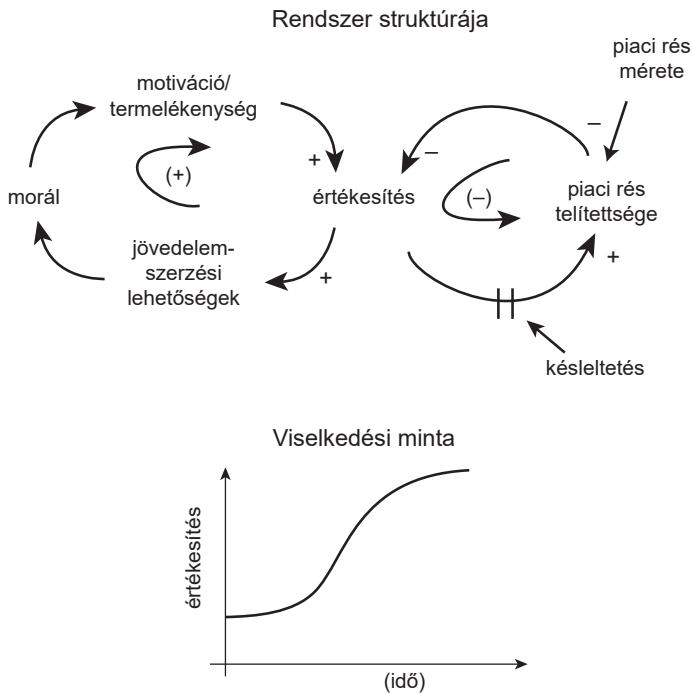 Rendszer struktúrája
piaci rés
mérete
motiváció/
termelékenység
–
+
–
(+)
(–)
morál
értékesítés
piaci rés
telítettsége
jövedelem-
szerzési
lehetőségek
+
+
késleltetés
Viselkedési minta
értékesítés
(idő)